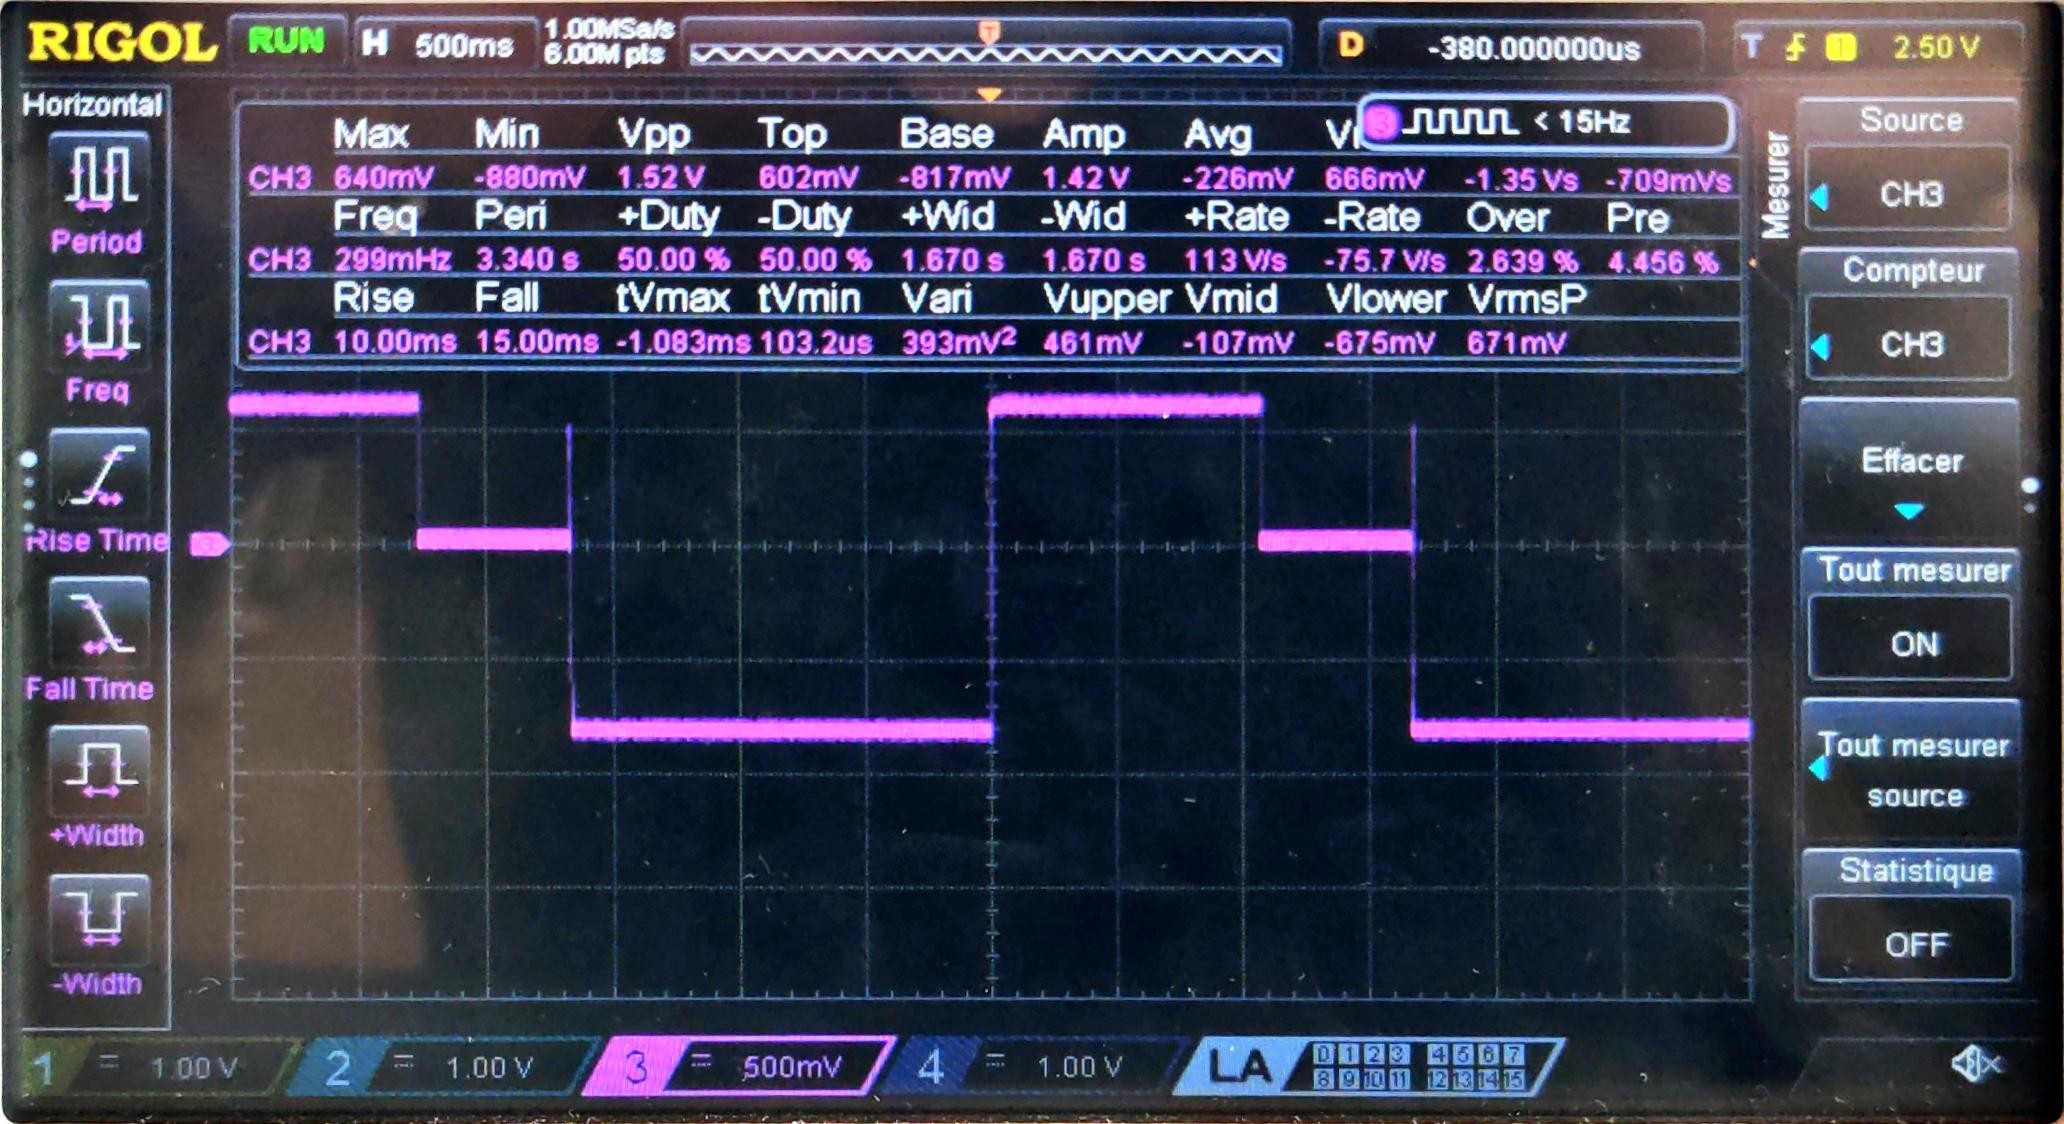 RIGOL RUN H 500ms 1.00MSa/s 6.00M pts T D -380.000000us T 1 2.50 V
Horizontal
Period
Freq
Rise Time
Fall Time
+Width
-Width
3 < 15Hz
Max Min Vpp Top Base Amp Avg
CH3 640mV -880mV 1.52 V 602mV -817mV 1.42 V -226mV 666mV -1.35 Vs -709mVs
Freq Peri +Duty -Duty +Wid -Wid +Rate -Rate Over Pre
CH3 299mHz 3.340 s 50.00 % 50.00 % 1.670 s 1.670 s 113 V/s -75.7 V/s 2.639 % 4.456 %
Rise Fall tVmax tVmin Vari Vupper Vmid Vlower VrmsP
CH3 10.00ms 15.00ms -1.083ms 103.2us 393mV² 461mV -107mV -675mV 671mV
Mesurer
Source
CH3
Compteur
CH3
Effacer
Tout mesurer
ON
Tout mesurer
source
Statistique
OFF
1 1.00 V 2 1.00 V 3 500mV 4 1.00 V LA
0 1 2 3 4 5 6 7
8 9 10 11 12 13 14 15